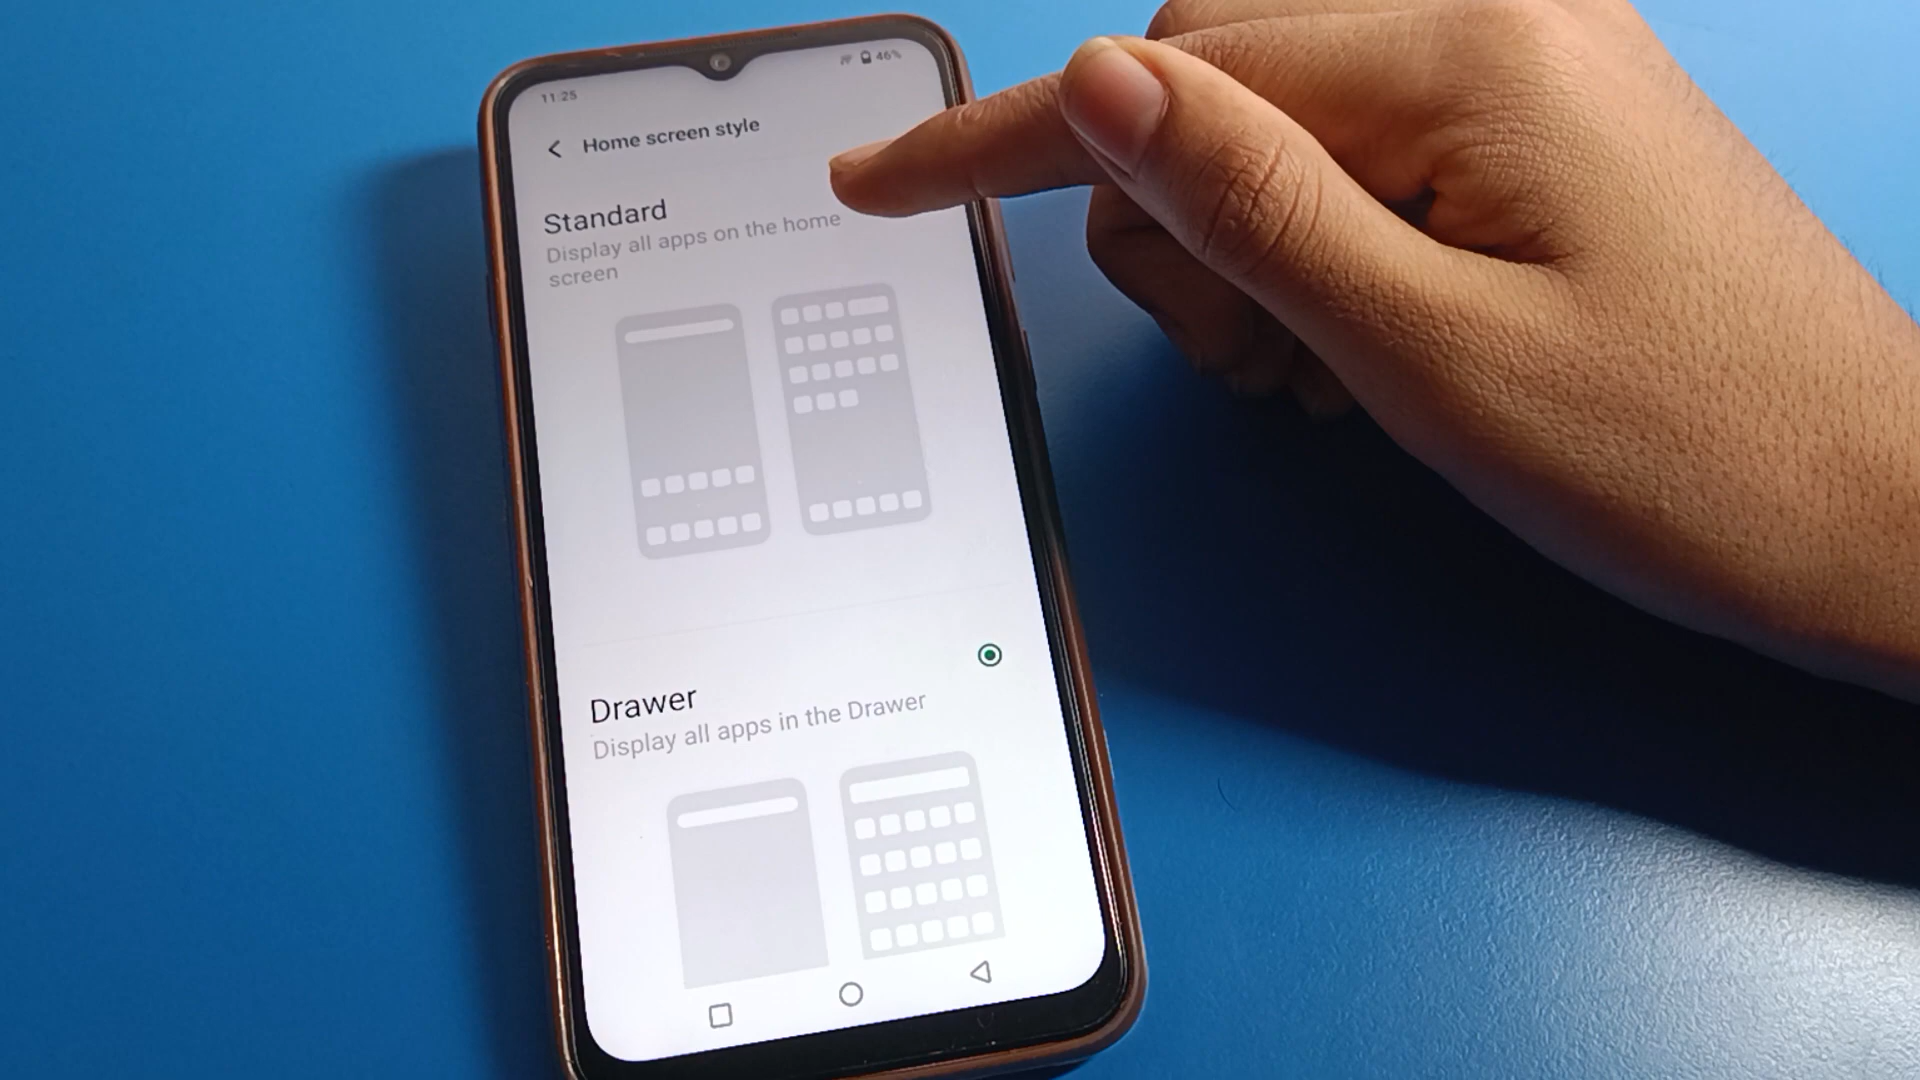 11:25
46%
Home screen style
Standard
Display all apps on the home
screen
Drawer
Display all apps in the Drawer